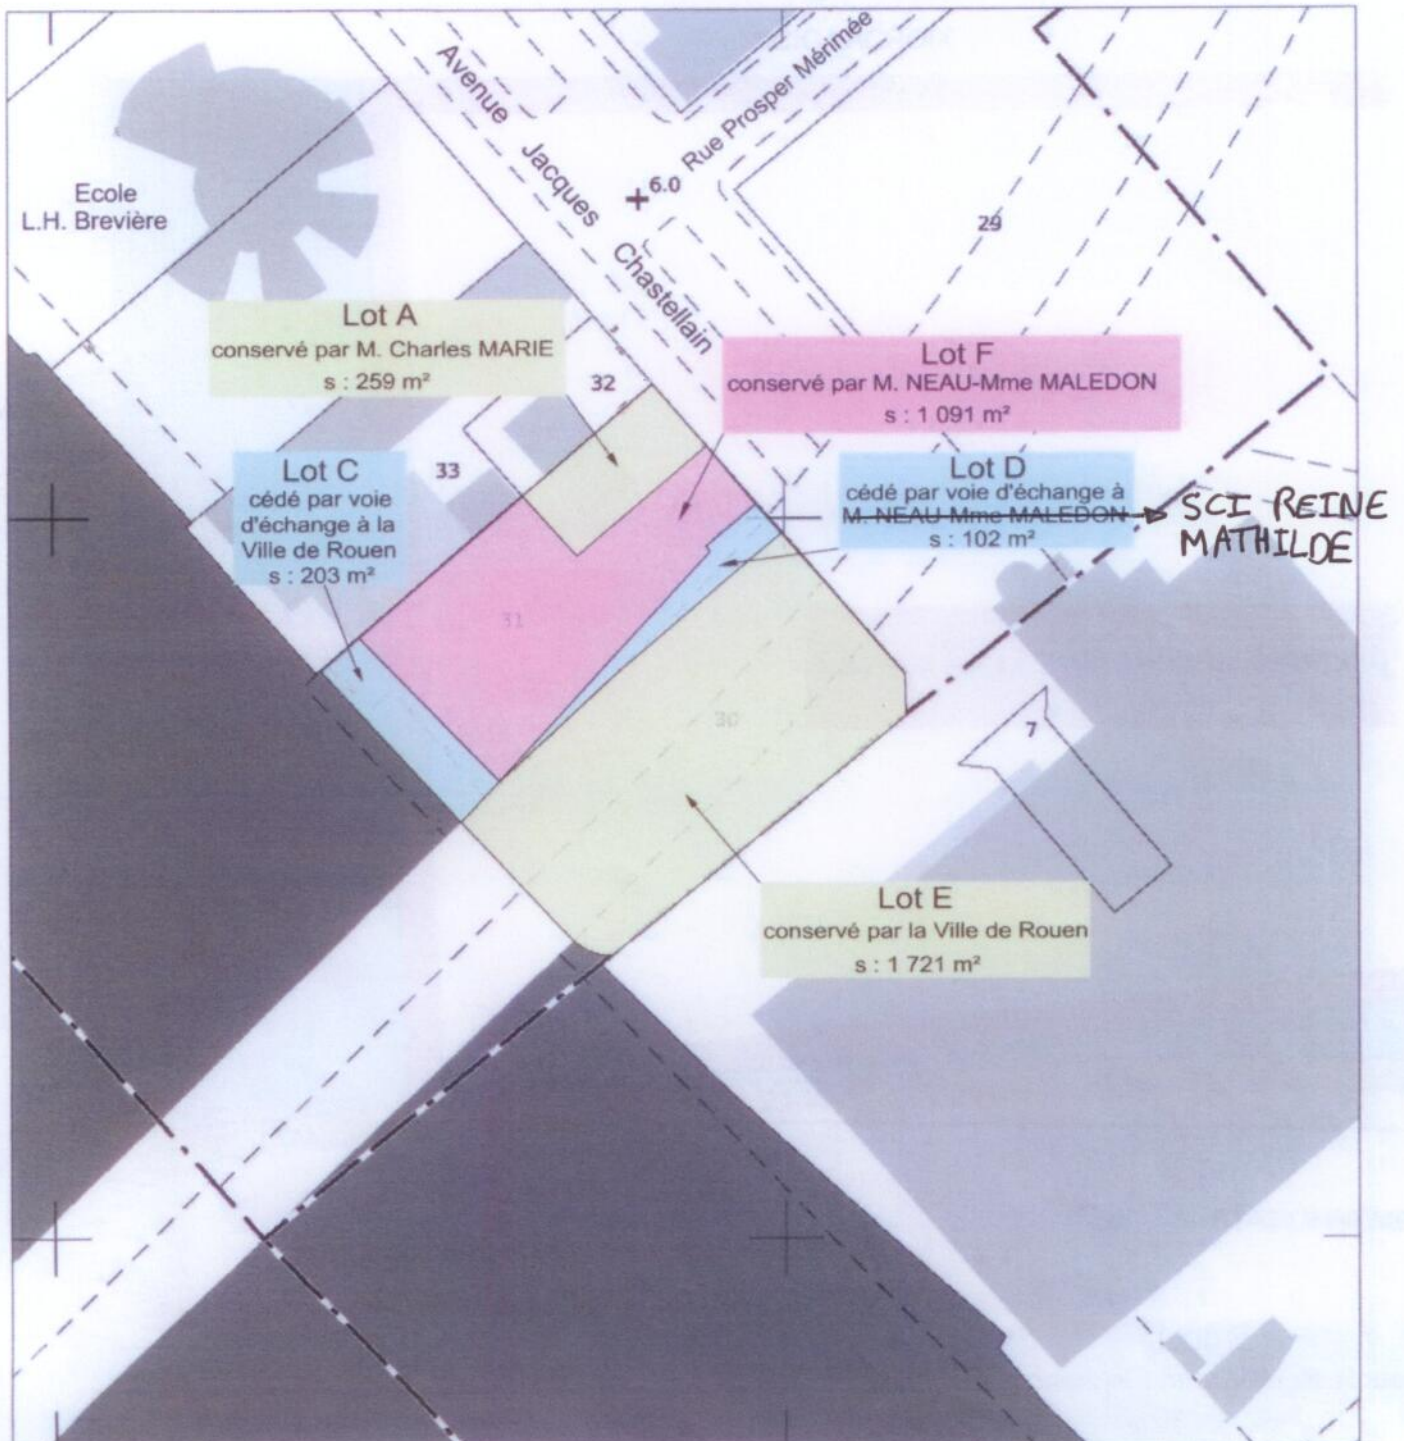 Avenue Jacques Chastellain
Rue Prosper Mérimée
6.0
Ecole
L.H. Brevière
29
Lot A
conservé par M. Charles MARIE
s : 259 m²
32
Lot F
conservé par M. NEAU-Mme MALEDON
s : 1 091 m²
Lot C
cédé par voie
d'échange à la
Ville de Rouen
s : 203 m²
33
Lot D
cédé par voie d'échange à
M. NEAU-Mme MALEDON
s : 102 m²
SCI REINE
MATHILDE
31
30
7
Lot E
conservé par la Ville de Rouen
s : 1 721 m²